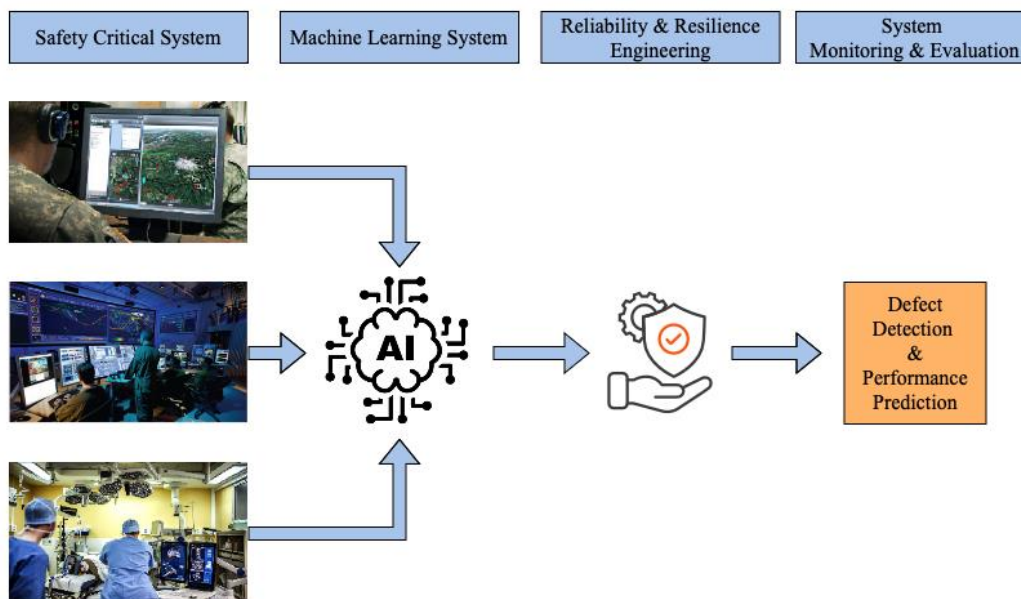 Safety Critical System
Machine Learning System
Reliability & Resilience
Engineering
System
Monitoring & Evaluation
AI
Defect
Detection
&
Performance
Prediction